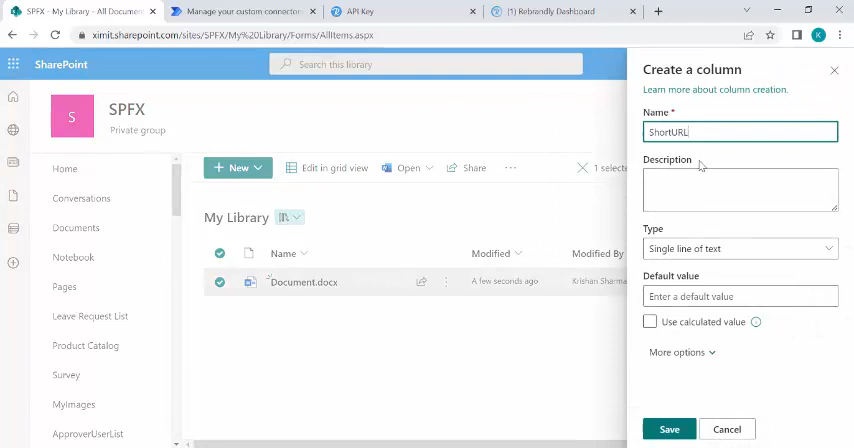 SPFX - My Library - All Documen
Manage your custom connector
API Key
(1) Rebrandly Dashboard
ximit.sharepoint.com/sites/SPFX/My%20Library/Forms/AllItems.aspx
K
SharePoint
Search this library
S
SPFX
Private group
Home
Conversations
Documents
Notebook
Pages
Leave Request List
Product Catalog
Survey
MyImages
ApproverUserList
New
Edit in grid view
Open
Share
1 selecte
My Library
Name
Modified
Modified By
Document.docx
A few seconds ago
Krishan Sharma
Create a column
Learn more about column creation.
Name *
ShortURL
Description
Type
Single line of text
Default value
Enter a default value
Use calculated value
More options
Save
Cancel